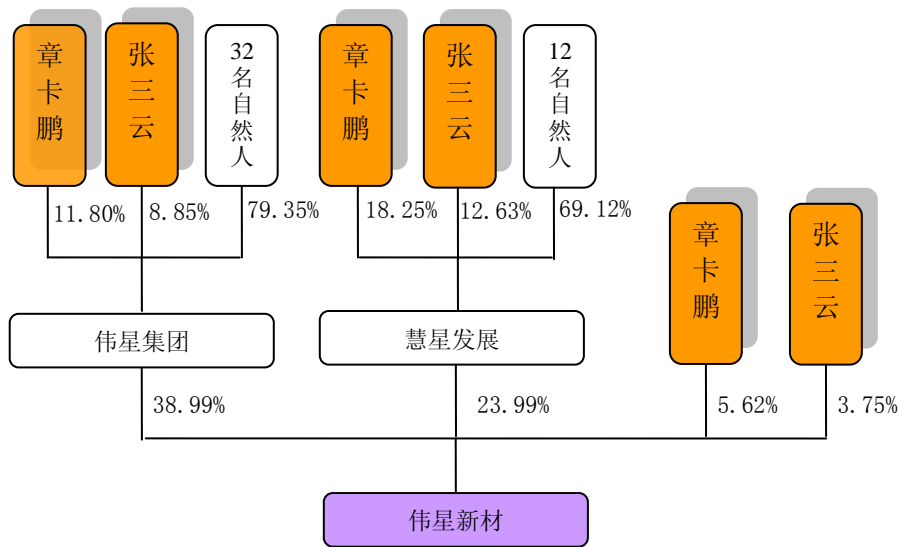 章卡鹏
张三云
32名自然人
章卡鹏
张三云
12名自然人
11.80%
8.85%
79.35%
18.25%
12.63%
69.12%
章卡鹏
张三云
伟星集团
慧星发展
38.99%
23.99%
5.62%
3.75%
伟星新材